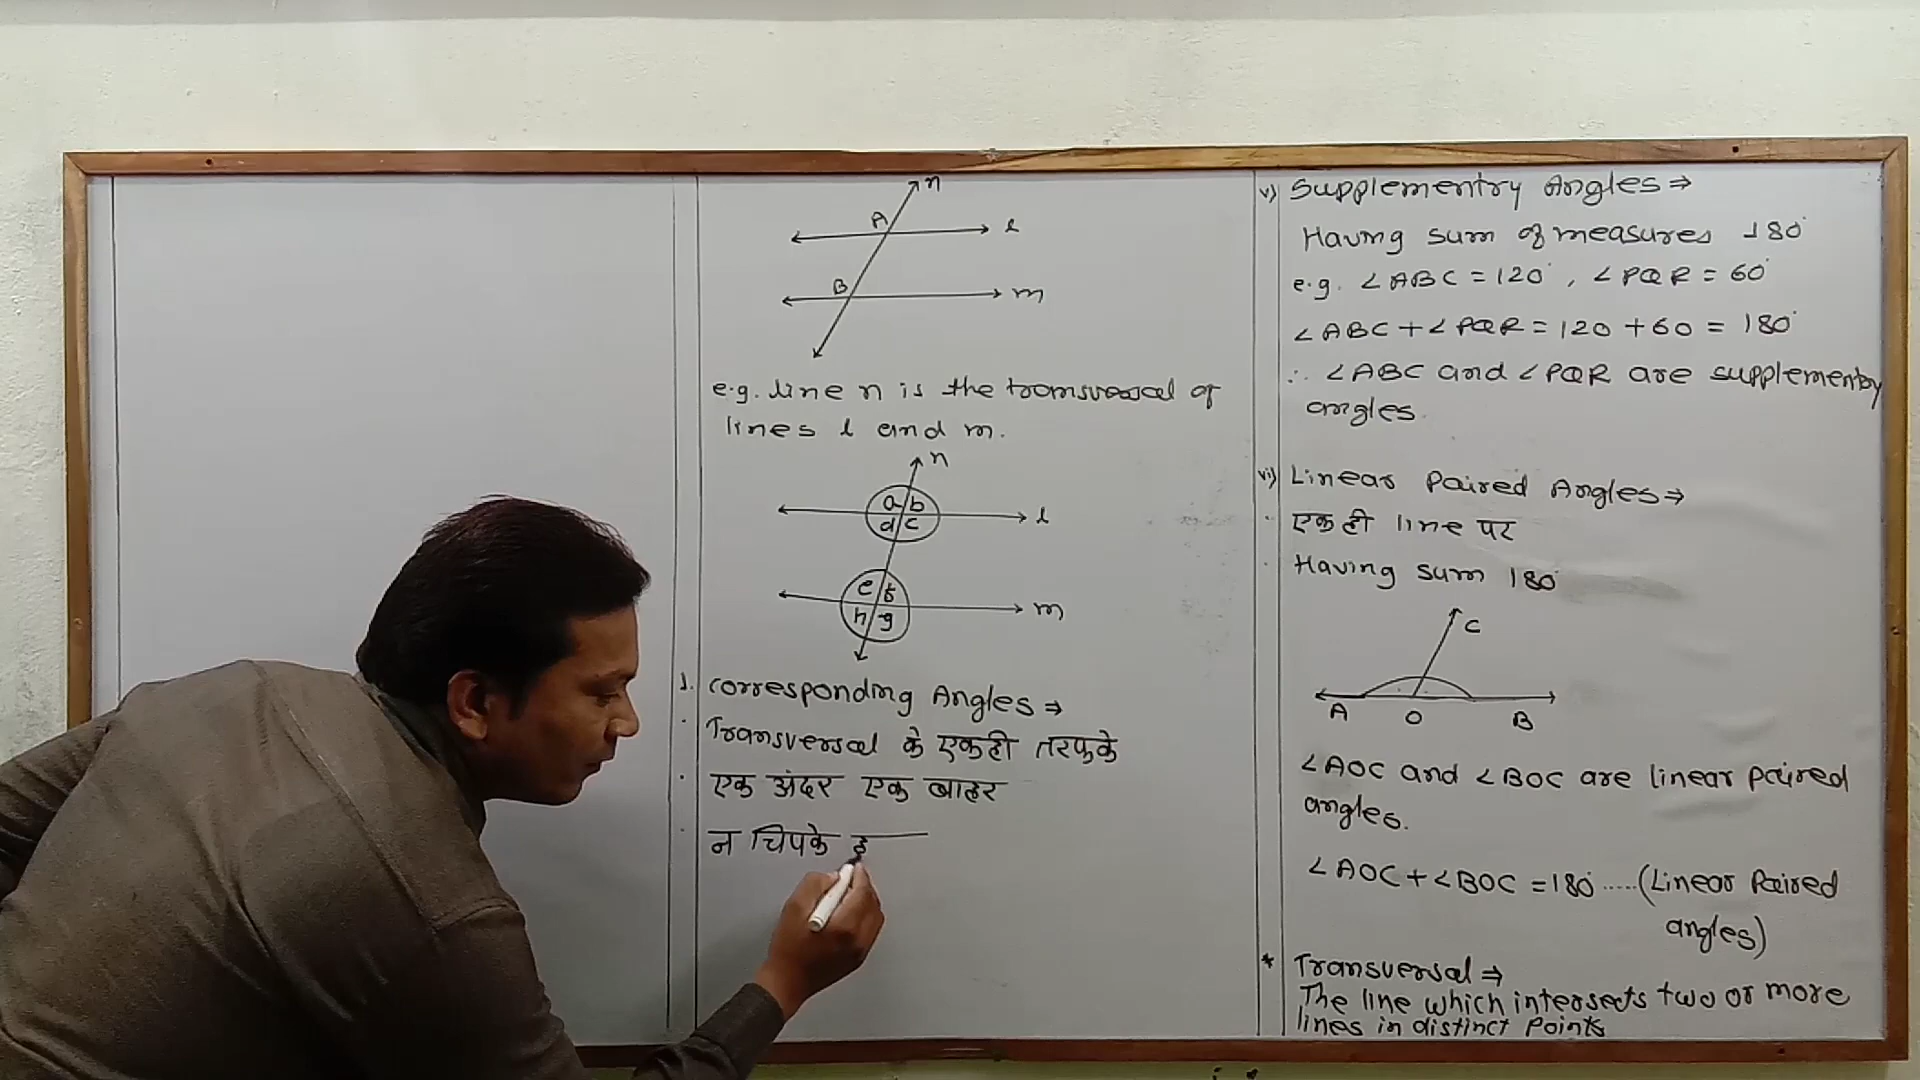 n
A
l
B
m
e.g. line n is the transversal of
lines l and m.
n
a b
d c
l
e f
h g
m
1. Corresponding Angles ⇒
· Transversal के एकही तरफके
· एक अंदर एक बाहर
· न चिपके
v) Supplementry Angles ⇒
Having sum of measures 180°
e.g. ∠ABC = 120°, ∠PQR = 60°
∠ABC + ∠PQR = 120 + 60 = 180°
∴ ∠ABC and ∠PQR are supplementry
angles.
vi) Linear Paired Angles ⇒
· एकही line पर
· Having sum 180°
C
A O B
∠AOC and ∠BOC are linear paired
angles.
∠AOC + ∠BOC = 180° ..... (Linear Paired
angles)
* Transversal ⇒
The line which intersects two or more
lines in distinct points